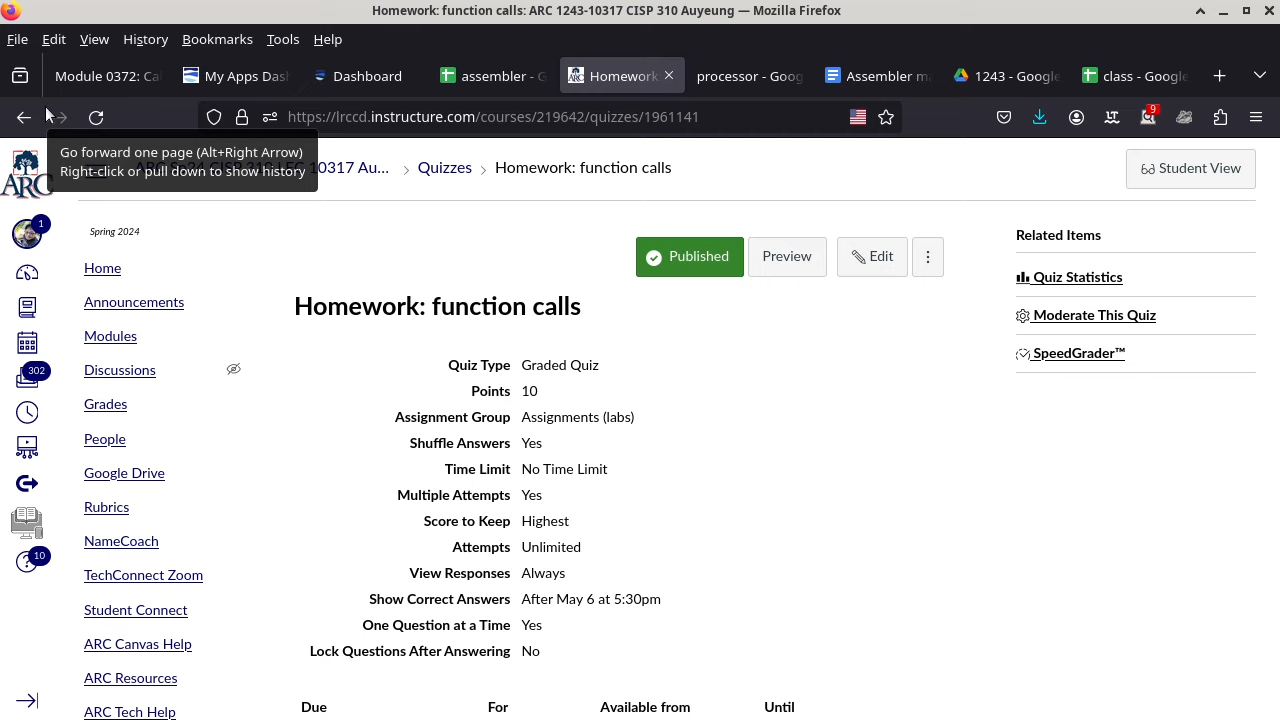 Homework: function calls: ARC 1243-10317 CISP 310 Auyeung — Mozilla Firefox
File Edit View History Bookmarks Tools Help
Module 0372: Cal My Apps Dash Dashboard assembler - G Homework processor - Goog Assembler m 1243 - Google class - Google
https://lrccd.instructure.com/courses/219642/quizzes/1961141
9
Go forward one page (Alt+Right Arrow)
Right-click or pull down to show history
ARC
10317 Au... Quizzes Homework: function calls
Student View
1
302
10
Spring 2024
Home
Announcements
Modules
Discussions
Grades
People
Google Drive
Rubrics
NameCoach
TechConnect Zoom
Student Connect
ARC Canvas Help
ARC Resources
ARC Tech Help
Published Preview Edit
Homework: function calls
Quiz Type Graded Quiz
Points 10
Assignment Group Assignments (labs)
Shuffle Answers Yes
Time Limit No Time Limit
Multiple Attempts Yes
Score to Keep Highest
Attempts Unlimited
View Responses Always
Show Correct Answers After May 6 at 5:30pm
One Question at a Time Yes
Lock Questions After Answering No
Due For Available from Until
Related Items
Quiz Statistics
Moderate This Quiz
SpeedGrader™